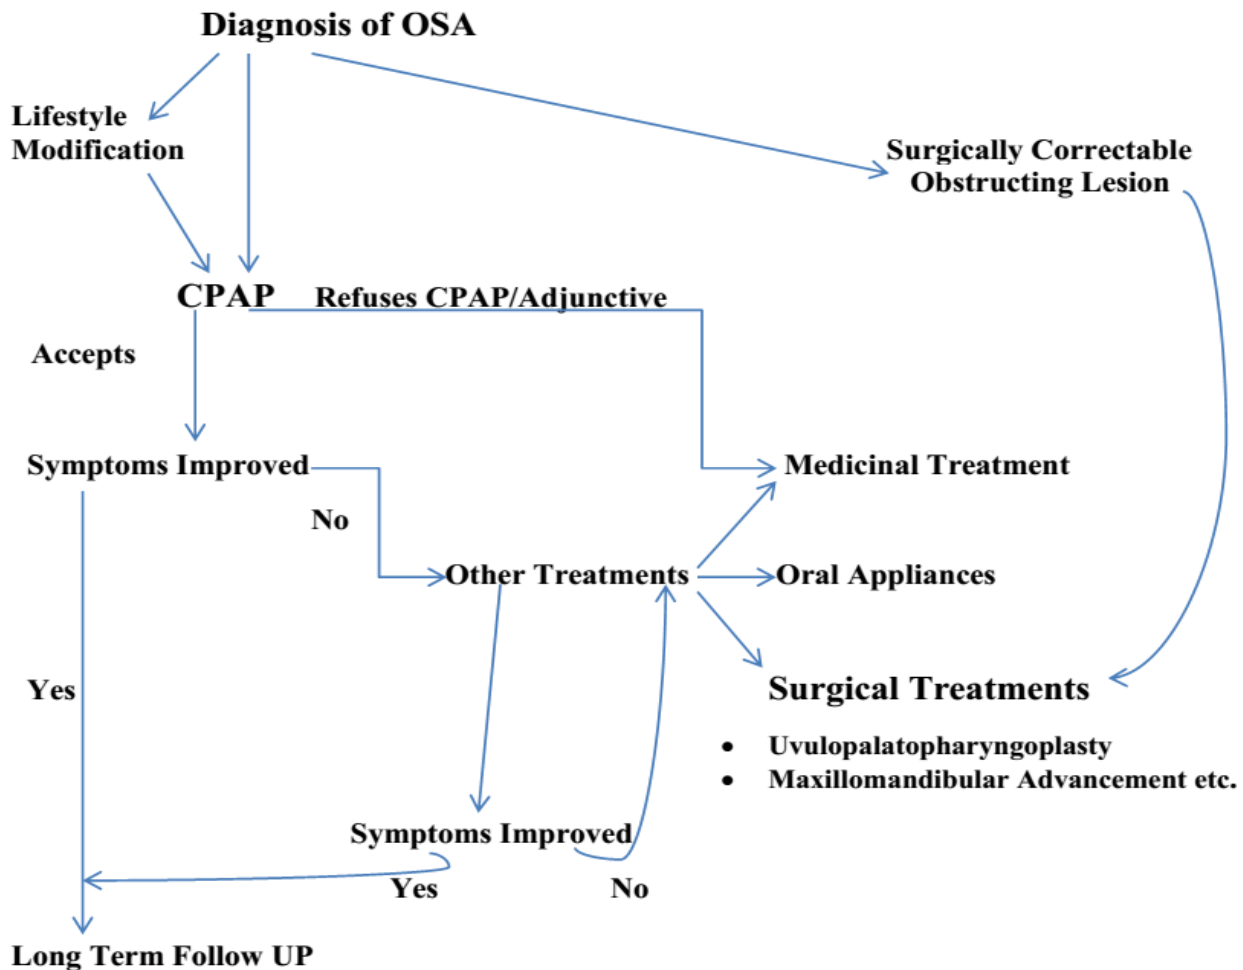 Diagnosis of OSA
Lifestyle
Modification
Surgically Correctable
Obstructing Lesion
CPAP
Refuses CPAP/Adjunctive
Accepts
Symptoms Improved
Medicinal Treatment
No
Other Treatments
Oral Appliances
Yes
Surgical Treatments
• Uvulopalatopharyngoplasty
• Maxillomandibular Advancement etc.
Symptoms Improved
Yes
No
Long Term Follow UP